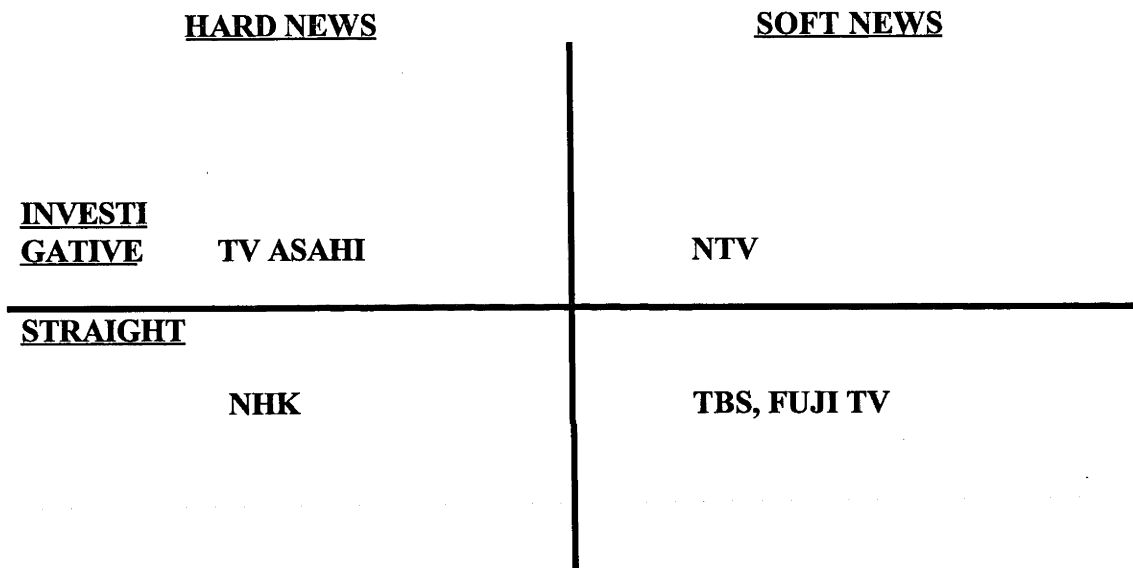 HARD NEWS
SOFT NEWS
INVESTI
GATIVE
TV ASAHI
NTV
STRAIGHT
NHK
TBS, FUJI TV